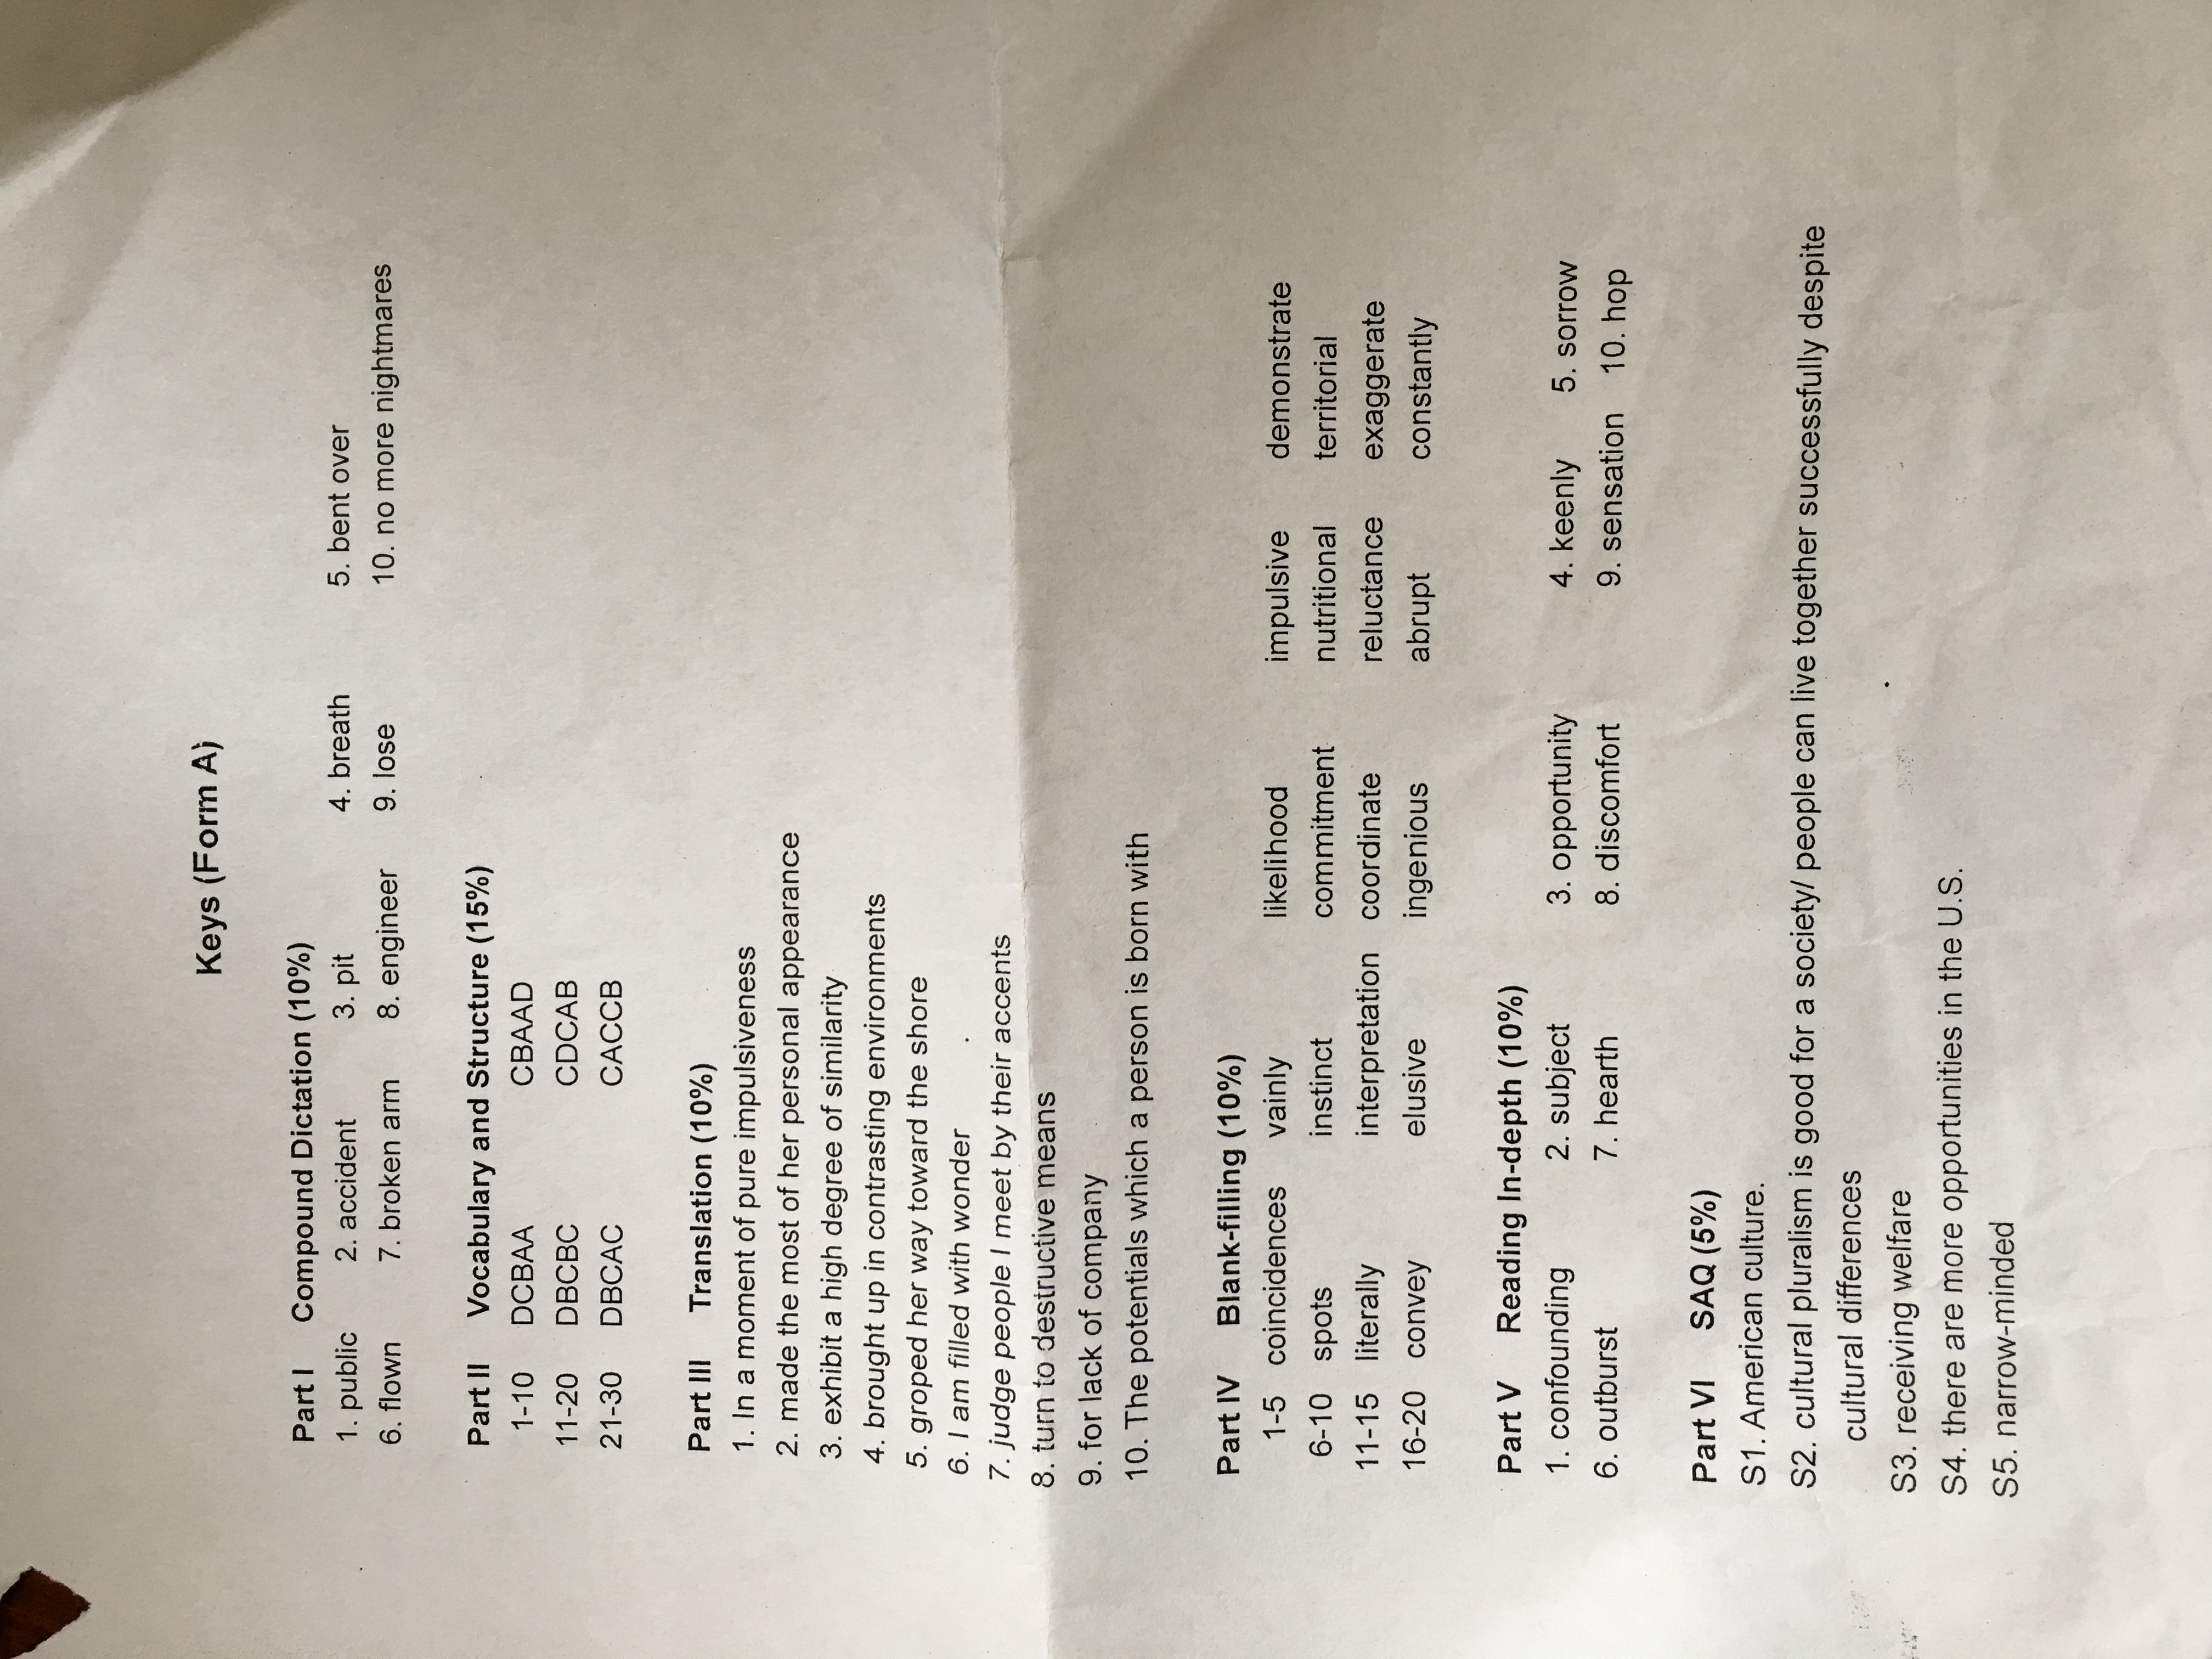 Keys (Form A)
Part I Compound Dictation (10%)
1. public 2. accident 3. pit 4. breath 5. bent over
6. flown 7. broken arm 8. engineer 9. lose 10. no more nightmares
Part II Vocabulary and Structure (15%)
1-10 DCBAA CBAAD
11-20 DBCBC CDCAB
21-30 DBCAC CACCB
Part III Translation (10%)
1. In a moment of pure impulsiveness
2. made the most of her personal appearance
3. exhibit a high degree of similarity
4. brought up in contrasting environments
5. groped her way toward the shore
6. I am filled with wonder
7. judge people I meet by their accents
8. turn to destructive means
9. for lack of company
10. The potentials which a person is born with
Part IV Blank-filling (10%)
1-5 coincidences vainly likelihood impulsive demonstrate
6-10 spots instinct commitment nutritional territorial
11-15 literally interpretation coordinate reluctance exaggerate
16-20 convey elusive ingenious abrupt constantly
Part V Reading In-depth (10%)
1. confounding 2. subject 3. opportunity 4. keenly 5. sorrow
6. outburst 7. hearth 8. discomfort 9. sensation 10. hop
Part VI SAQ (5%)
S1. American culture.
S2. cultural pluralism is good for a society/ people can live together successfully despite
cultural differences
S3. receiving welfare
S4. there are more opportunities in the U.S.
S5. narrow-minded